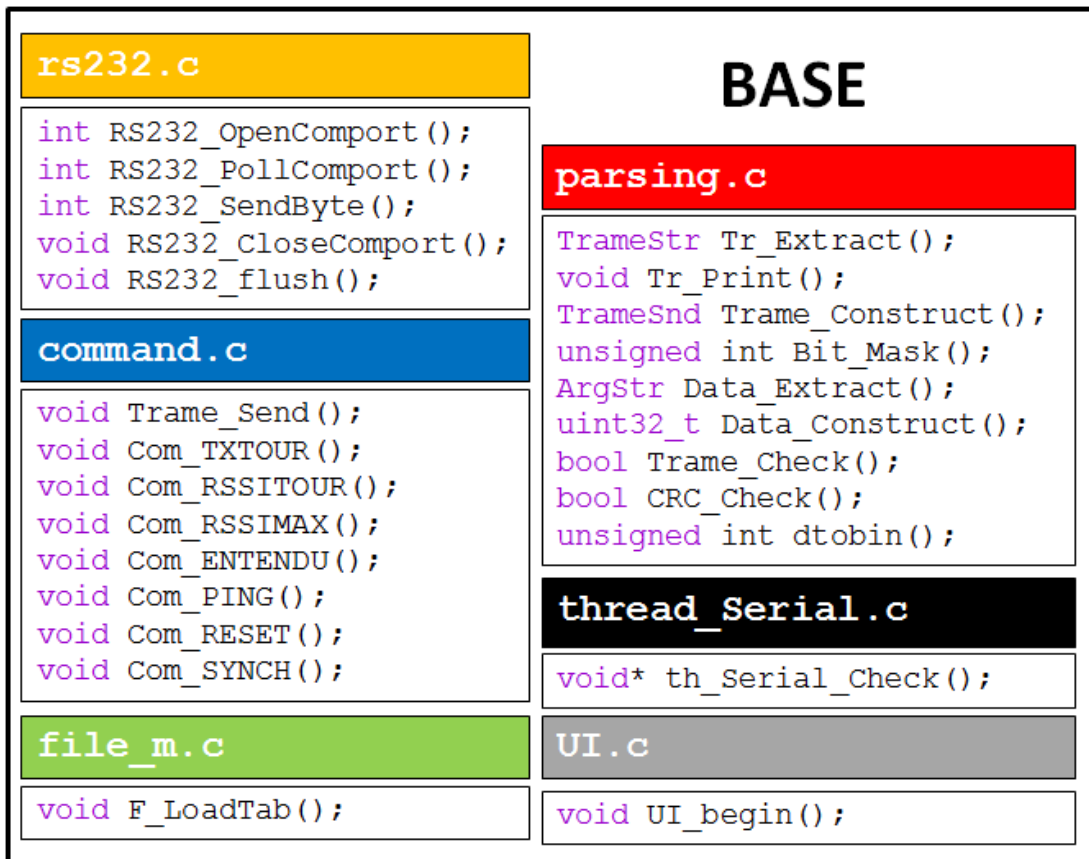 rs232.c
int RS232_OpenComport();
int RS232_PollComport();
int RS232_SendByte();
void RS232_CloseComport();
void RS232_flush();
command.c
void Trame_Send();
void Com_TXTOUR();
void Com_RSSITOUR();
void Com_RSSIMAX();
void Com_ENTENDU();
void Com_PING();
void Com_RESET();
void Com_SYNCH();
file_m.c
void F_LoadTab();
BASE
parsing.c
TrameStr Tr_Extract();
void Tr_Print();
TrameSnd Trame_Construct();
unsigned int Bit_Mask();
ArgStr Data_Extract();
uint32_t Data_Construct();
bool Trame_Check();
bool CRC_Check();
unsigned int dtobin();
thread_Serial.c
void* th_Serial_Check();
UI.c
void UI_begin();